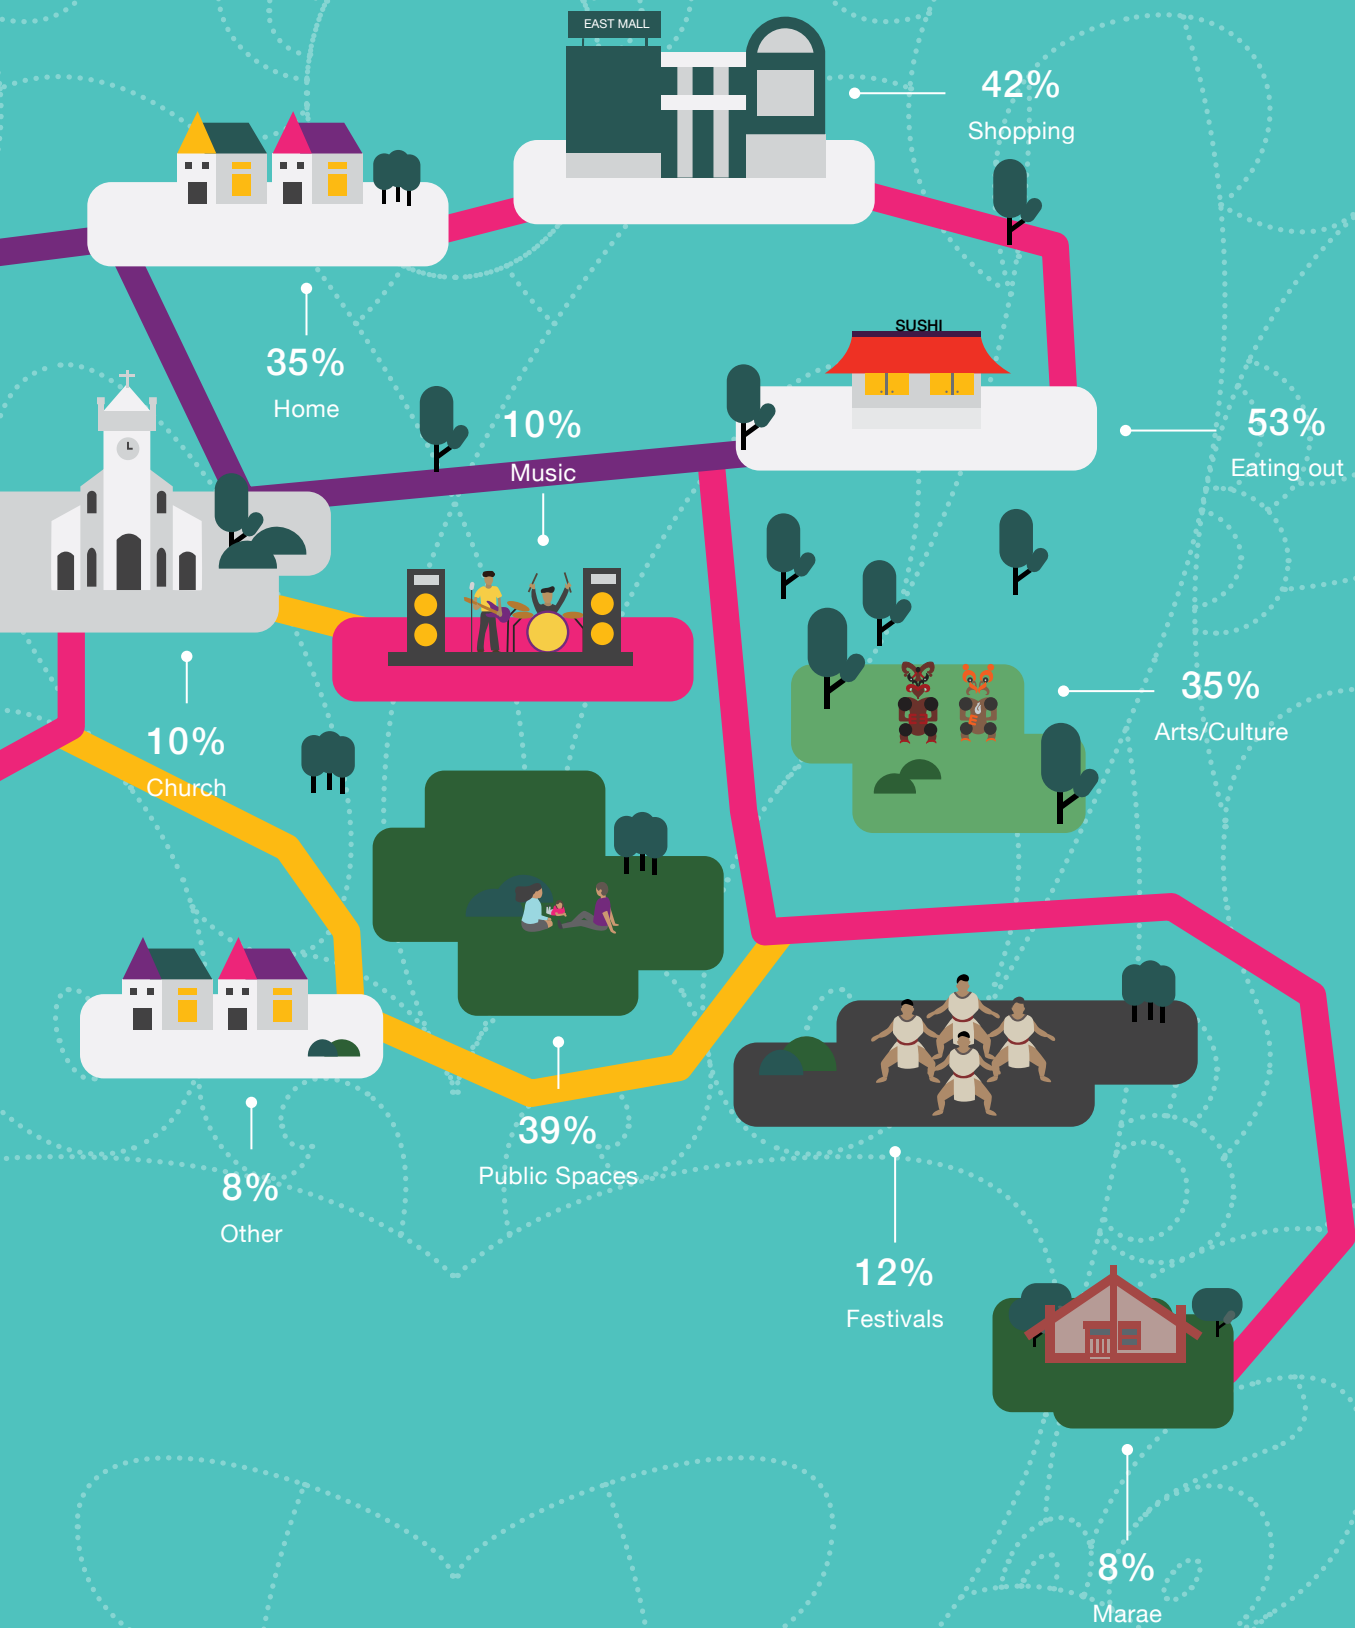 EAST MALL
42%
Shopping
35%
Home
SUSHI
53%
Eating out
10%
Music
35%
Arts/Culture
10%
Church
39%
Public Spaces
8%
Other
12%
Festivals
8%
Marae